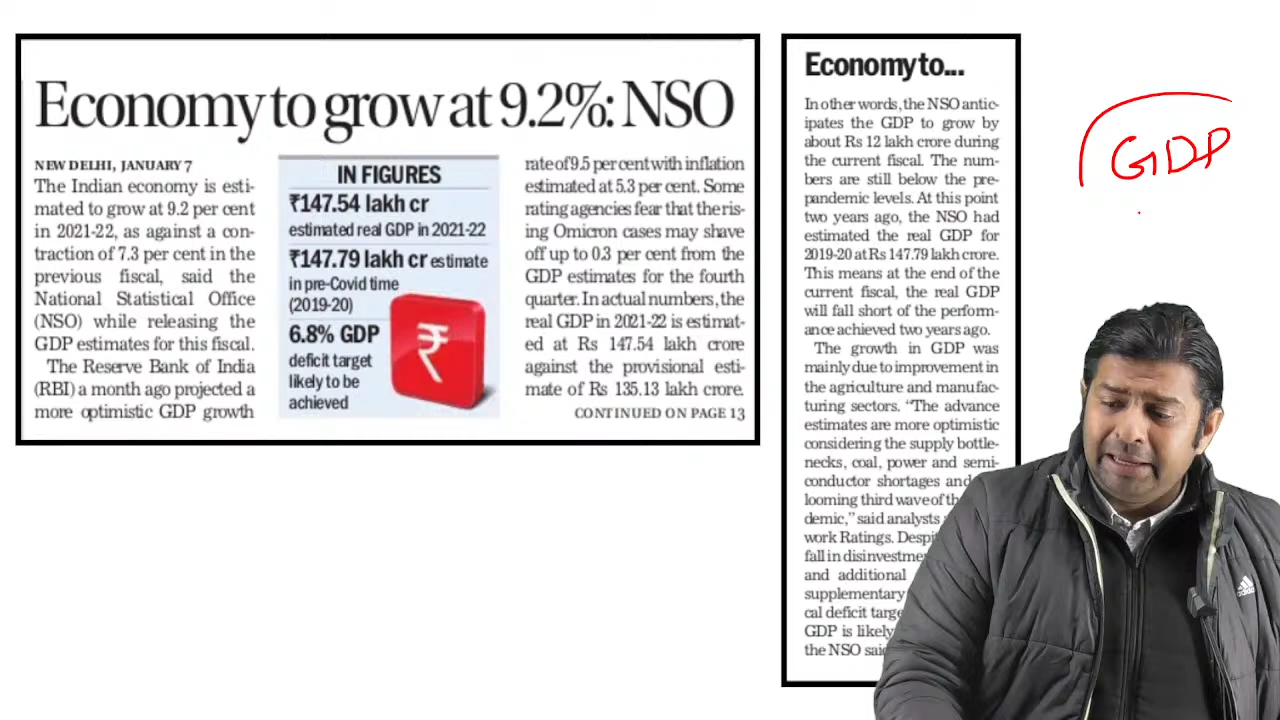 Economy to grow at 9.2%: NSO
NEW DELHI, JANUARY 7
The Indian economy is esti-
mated to grow at 9.2 per cent
in 2021-22, as against a con-
traction of 7.3 per cent in the
previous fiscal, said the
National Statistical Office
(NSO) while releasing the
GDP estimates for this fiscal.
The Reserve Bank of India
(RBI) a month ago projected a
more optimistic GDP growth
IN FIGURES
₹147.54 lakh cr
estimated real GDP in 2021-22
₹147.79 lakh cr estimate
in pre-Covid time
(2019-20)
6.8% GDP
deficit target
likely to be
achieved
₹
rate of 9.5 per cent with inflation
estimated at 5.3 per cent. Some
rating agencies fear that the ris-
ing Omicron cases may shave
off up to 0.3 per cent from the
GDP estimates for the fourth
quarter. In actual numbers, the
real GDP in 2021-22 is estimat-
ed at Rs 147.54 lakh crore
against the provisional esti-
mate of Rs 135.13 lakh crore.
CONTINUED ON PAGE 13
Economy to...
In other words, the NSO antic-
ipates the GDP to grow by
about Rs 12 lakh crore during
the current fiscal. The num-
bers are still below the pre-
pandemic levels. At this point
two years ago, the NSO had
estimated the real GDP for
2019-20 at Rs 147.79 lakh crore.
This means at the end of the
current fiscal, the real GDP
will fall short of the perform-
ance achieved two years ago.
The growth in GDP was
mainly due to improvement in
the agriculture and manufac-
turing sectors. "The advance
estimates are more optimistic
considering the supply bottle-
necks, coal, power and semi-
conductor shortages and
looming third wave of the
demic," said analysts
work Ratings. Despi
fall in disinvestme
and additional
supplementary
cal deficit targe
GDP is likely
the NSO sai
GDP
adidas